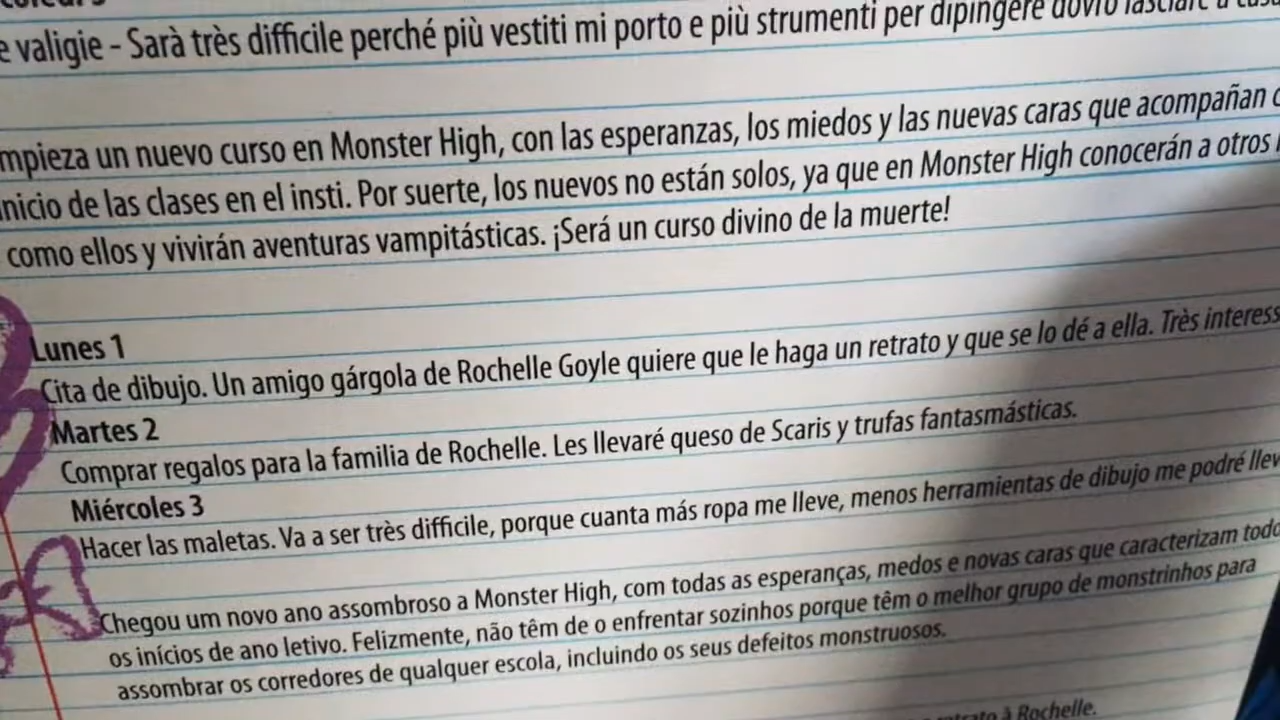 e valigie - Sarà très difficile perché più vestiti mi porto e più strumenti per dipingere dovrò lasciare a
mpieza un nuevo curso en Monster High, con las esperanzas, los miedos y las nuevas caras que acompañan
nicio de las clases en el insti. Por suerte, los nuevos no están solos, ya que en Monster High conocerán a otros
como ellos y vivirán aventuras vampitásticas. ¡Será un curso divino de la muerte!
Lunes 1
Cita de dibujo. Un amigo gárgola de Rochelle Goyle quiere que le haga un retrato y que se lo dé a ella. Très interes
Martes 2
Comprar regalos para la familia de Rochelle. Les llevaré queso de Scaris y trufas fantasmásticas.
Miércoles 3
Hacer las maletas. Va a ser très difficile, porque cuanta más ropa me lleve, menos herramientas de dibujo me podré llev
Chegou um novo ano assombroso a Monster High, com todas as esperanças, medos e novas caras que caracterizam todo
os inícios de ano letivo. Felizmente, não têm de o enfrentar sozinhos porque têm o melhor grupo de monstrinhos para
assombrar os corredores de qualquer escola, incluindo os seus defeitos monstruosos.
retrato à Rochelle.